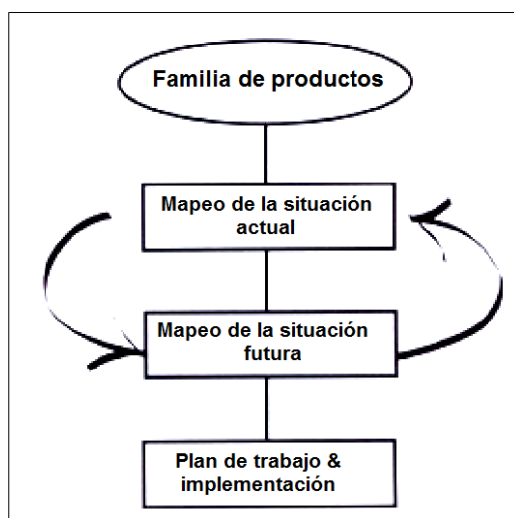 Familia de productos
Mapeo de la situación
actual
Mapeo de la situación
futura
Plan de trabajo &
implementación